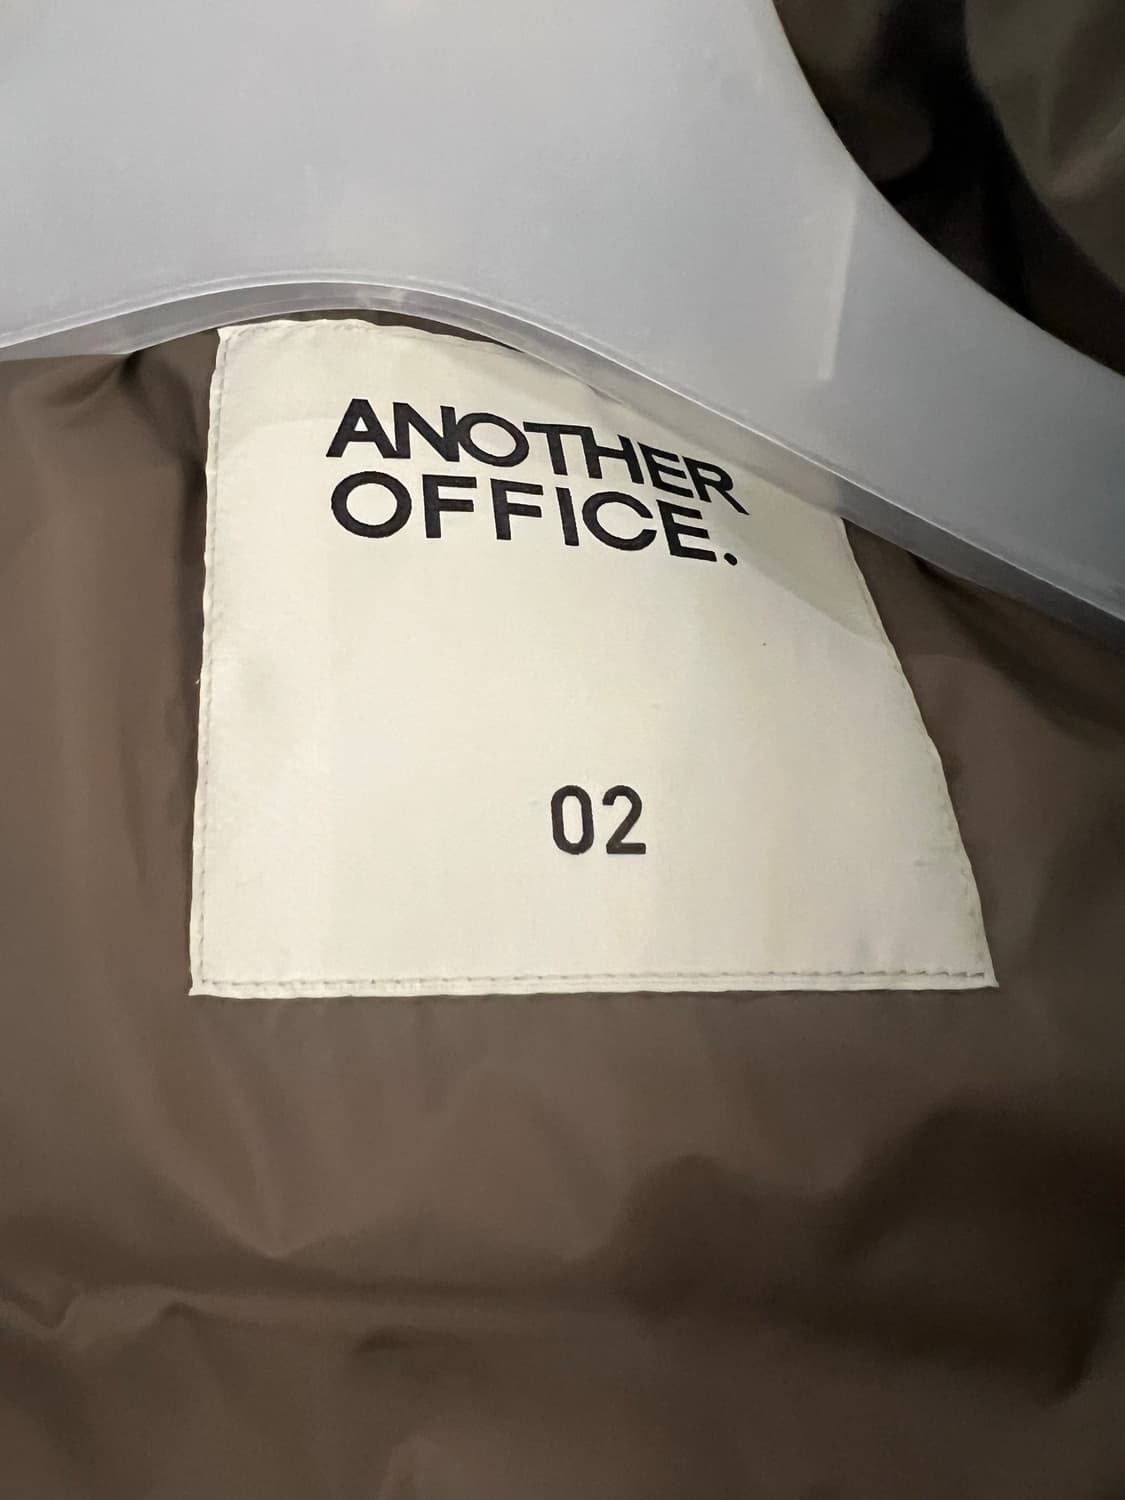 ANOTHER
OFFICE.
02